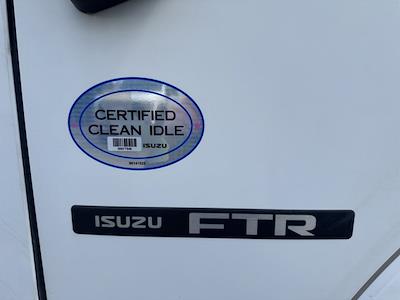 CERTIFIED
CLEAN IDLE
ISUZU
ISUZU FTR